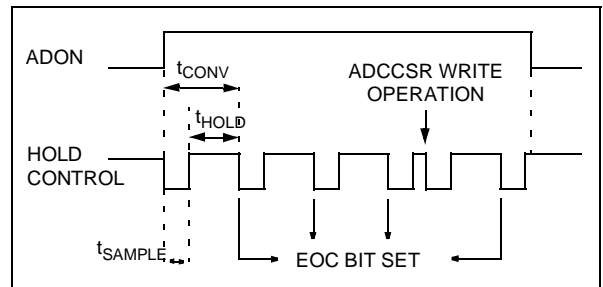 ADON
tCONV
ADCCSR WRITE
OPERATION
tHOLD
HOLD
CONTROL
tSAMPLE
EOC BIT SET